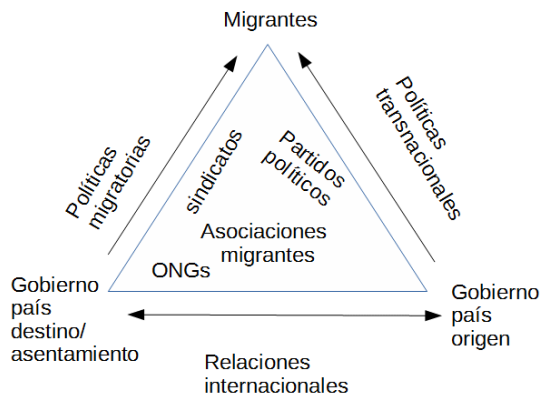 Migrantes
Políticas
migratorias
sindicatos
Partidos
políticos
Políticas
transnacionales
Asociaciones
migrantes
ONGs
Gobierno
país
destino/
asentamiento
Gobierno
país
origen
Relaciones
internacionales